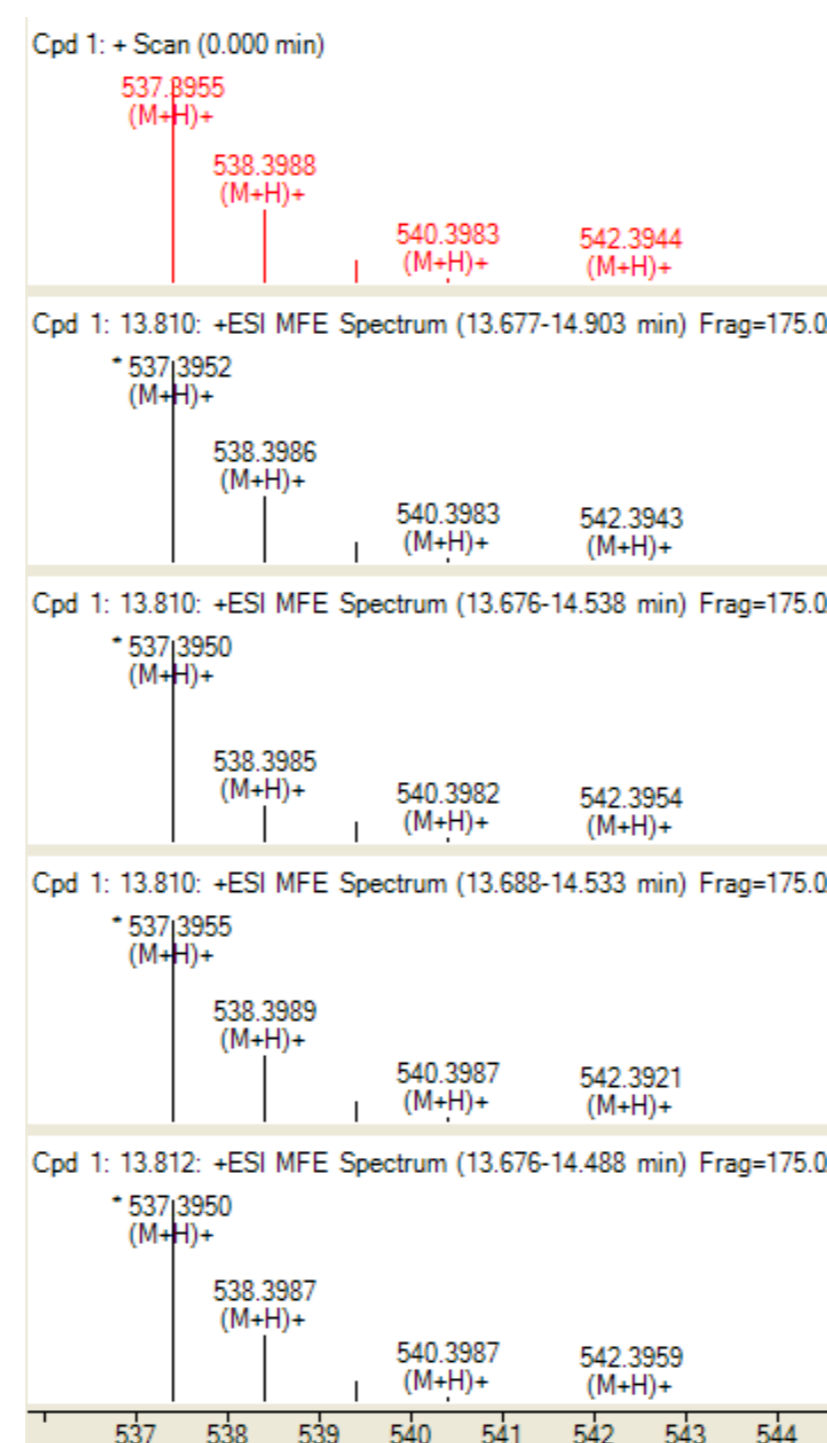 Cpd 1: + Scan (0.000 min)
537.3955
(M+H)+
538.3988
(M+H)+
540.3983
(M+H)+
542.3944
(M+H)+
Cpd 1: 13.810: +ESI MFE Spectrum (13.677-14.903 min) Frag=175.0
* 537.3952
(M+H)+
538.3986
(M+H)+
540.3983
(M+H)+
542.3943
(M+H)+
Cpd 1: 13.810: +ESI MFE Spectrum (13.676-14.538 min) Frag=175.0
* 537.3950
(M+H)+
538.3985
(M+H)+
540.3982
(M+H)+
542.3954
(M+H)+
Cpd 1: 13.810: +ESI MFE Spectrum (13.688-14.533 min) Frag=175.0
* 537.3955
(M+H)+
538.3989
(M+H)+
540.3987
(M+H)+
542.3921
(M+H)+
Cpd 1: 13.812: +ESI MFE Spectrum (13.676-14.488 min) Frag=175.0
* 537.3950
(M+H)+
538.3987
(M+H)+
540.3987
(M+H)+
542.3959
(M+H)+
537 538 539 540 541 542 543 544